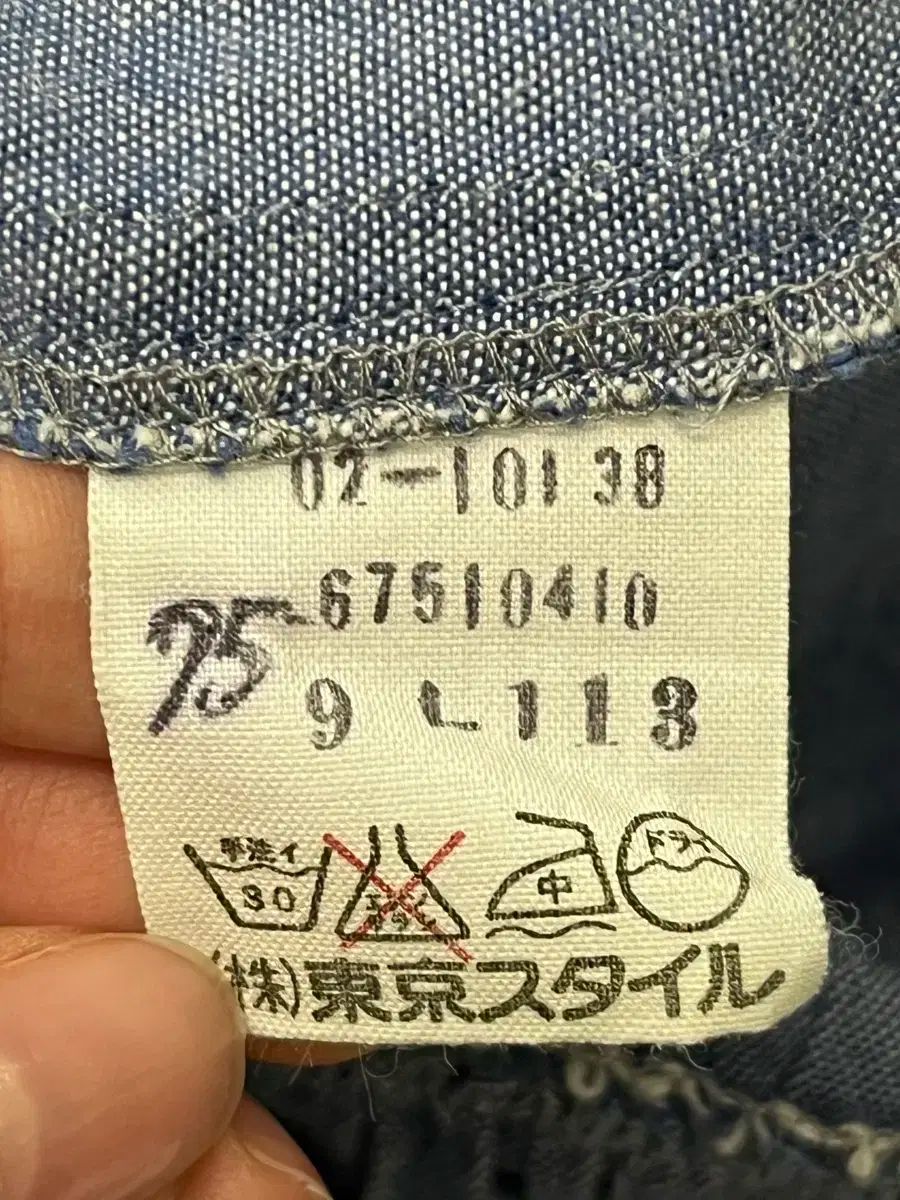 02-10138
67510410
75
9 L 113
手洗イ 30
中
ドライ
(株)東京スタイル